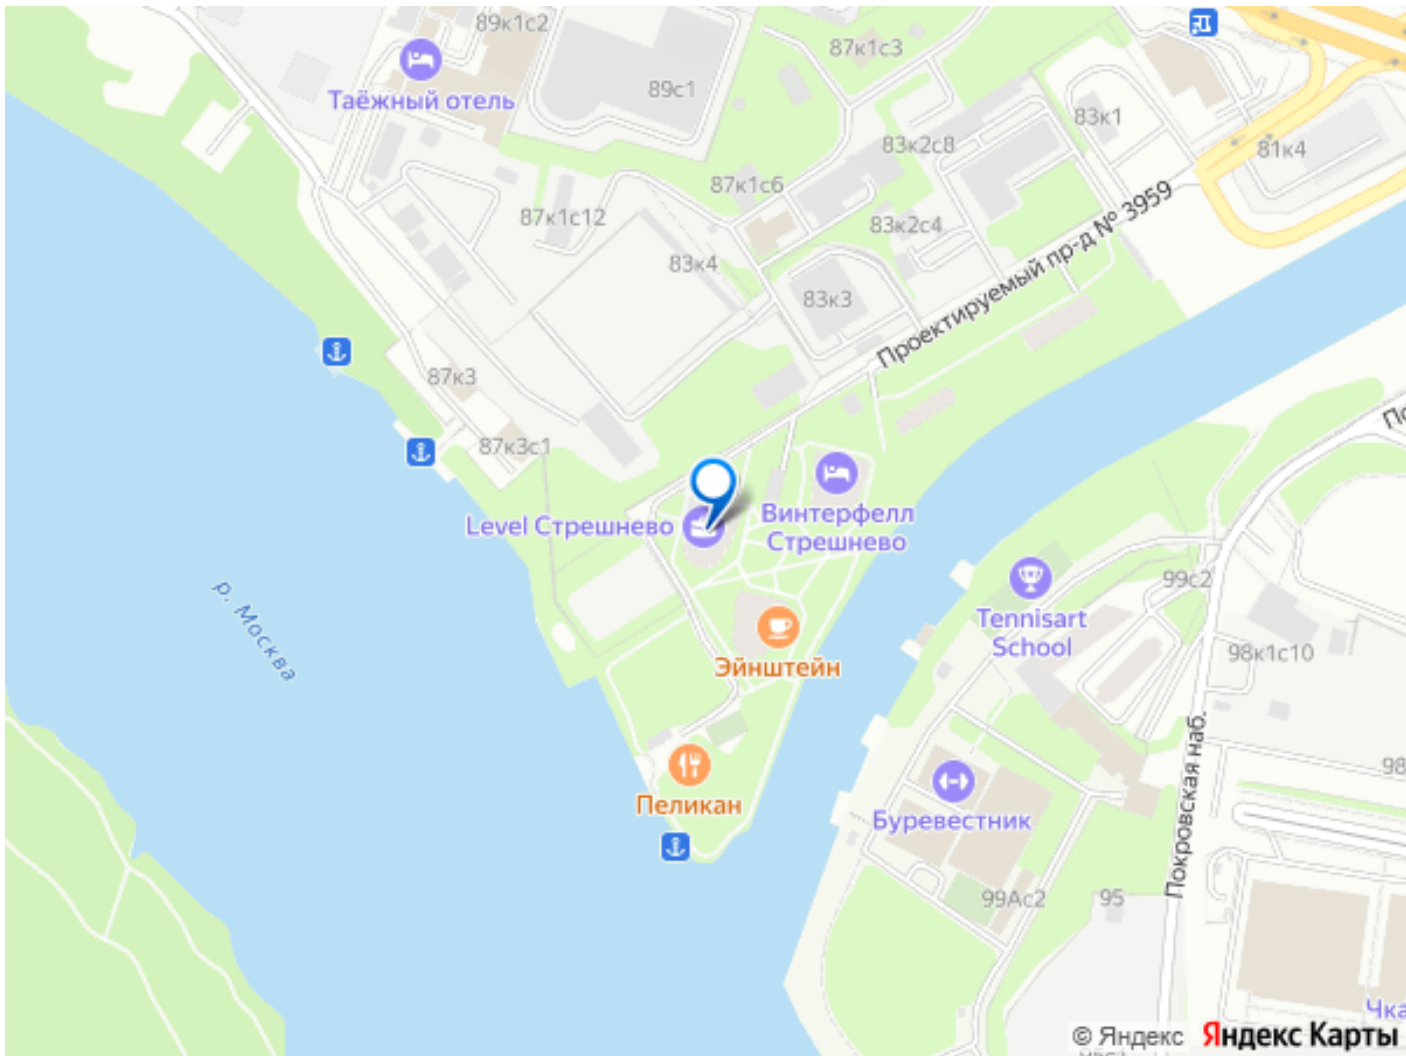 89к1с2
87к1с3
Таёжный отель
89с1
83к1
83к2с8
81к4
87к1с6
87к1с12
83к2с4
Проектируемый пр-д № 3959
83к4
83к3
87к3
87к3с1
Level Стрешнево
Винтерфелл
Стрешнево
р. Москва
99с2
Tennisart
School
98к1с10
Эйнштейн
Покровская наб.
98
Пеликан
Буревестник
99Ас2
95
Чка
© Яндекс
Яндекс Карты